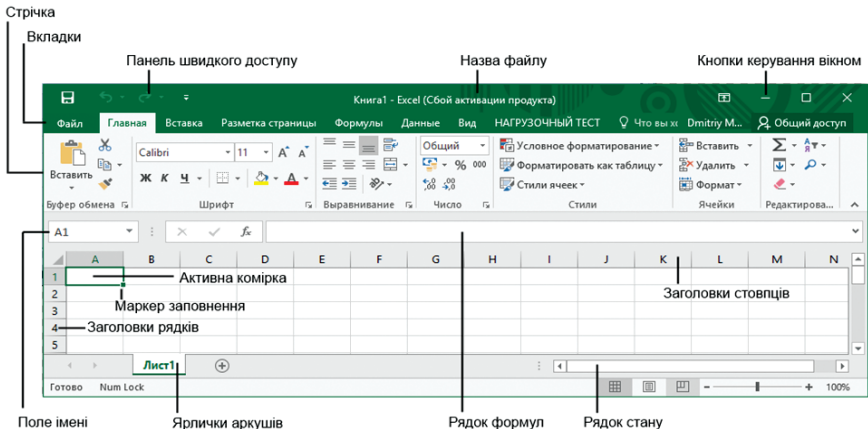 Стрічка
Вкладки
Панель швидкого доступу
Назва файлу
Кнопки керування вікном
Книга1 - Excel (Сбой активации продукта)
Файл Главная Вставка Разметка страницы Формулы Данные Вид НАГРУЗОЧНЫЙ ТЕСТ Что вы хо Dmitriy M... Общий доступ
Вставить
Calibri 11 A A
Ж К Ч
A
Общий
% 000
,00 ,0
Условное форматирование
Форматировать как таблицу
Стили ячеек
Вставить
Удалить
Формат
Буфер обмена Шрифт Выравнивание Число Стили Ячейки Редактирова...
A1 fx
A B C D E F G H I J K L M N
1 Активна комірка
2 Маркер заповнення Заголовки стовпців
3
4 Заголовки рядків
5
Лист1
Готово Num Lock 100%
Поле імені
Ярлички аркушів
Рядок формул
Рядок стану